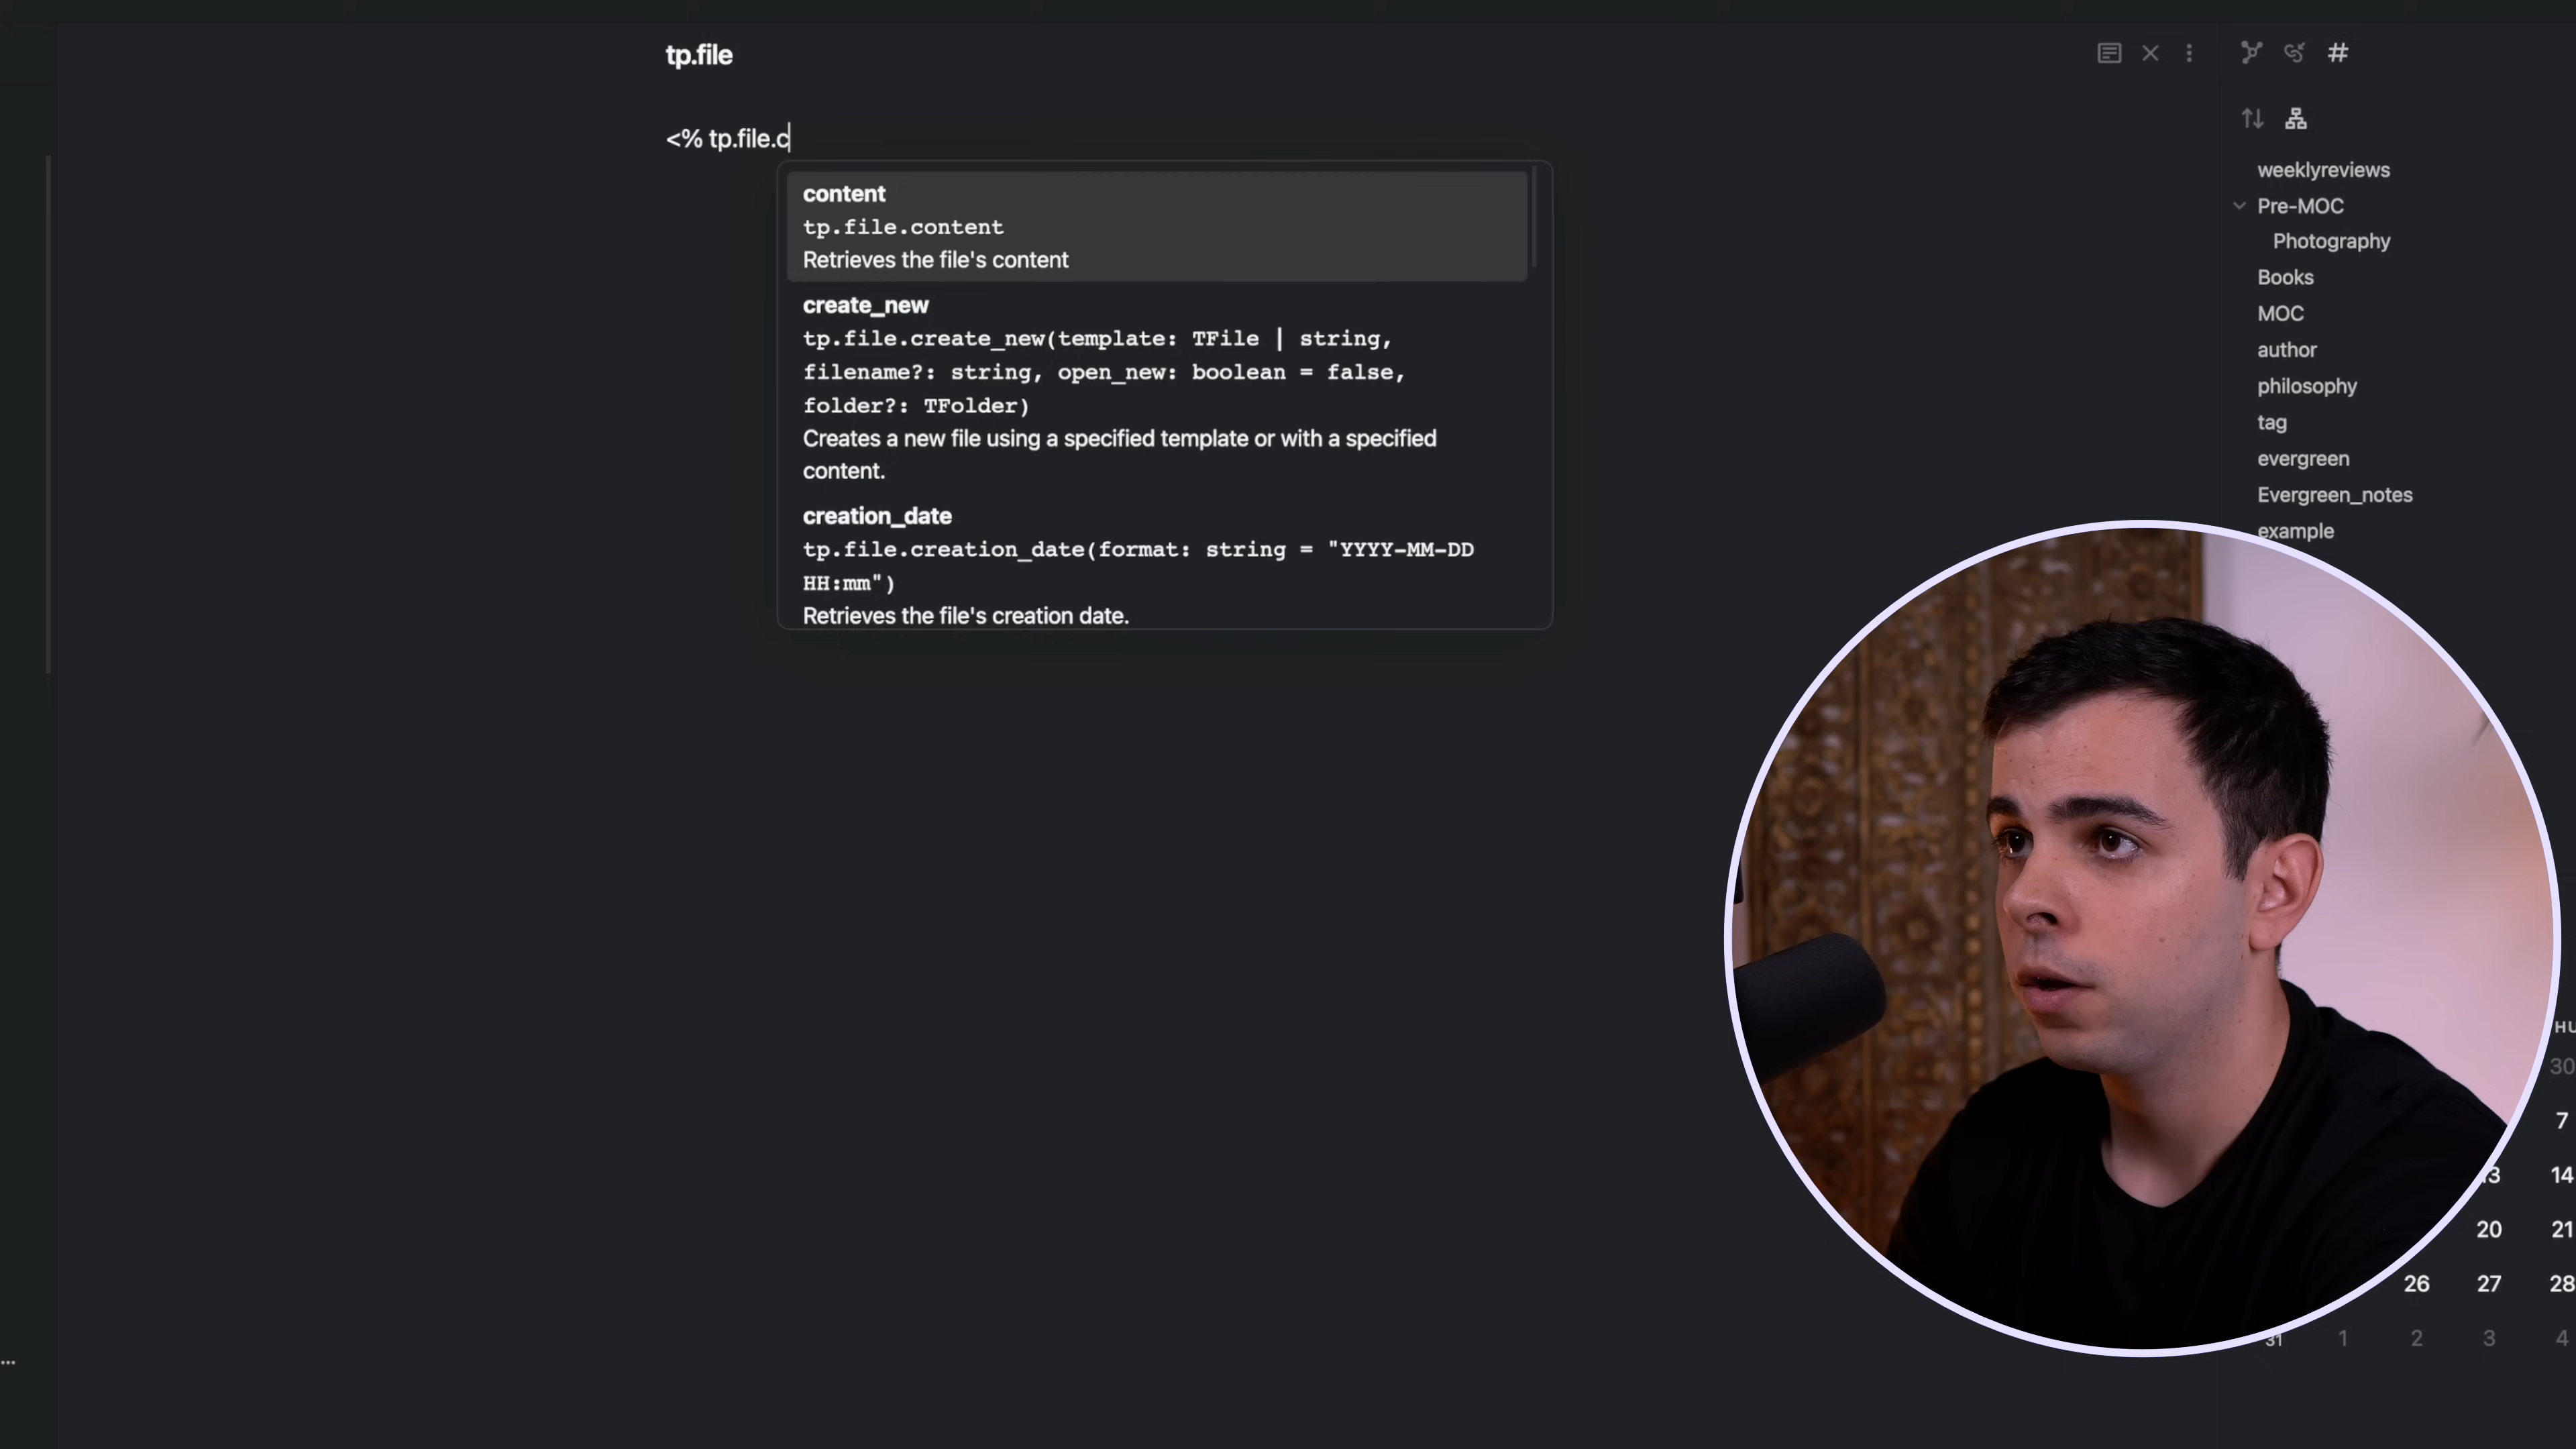 tp.file
<% tp.file.c
content
tp.file.content
Retrieves the file's content
create_new
tp.file.create_new(template: TFile | string,
filename?: string, open_new: boolean = false,
folder?: TFolder)
Creates a new file using a specified template or with a specified
content.
creation_date
tp.file.creation_date(format: string = "YYYY-MM-DD
HH:mm")
Retrieves the file's creation date.
#
weeklyreviews
Pre-MOC
Photography
Books
MOC
author
philosophy
tag
evergreen
Evergreen_notes
example
30
7
14
20 21
26 27 28
31 1 2 3 4
...